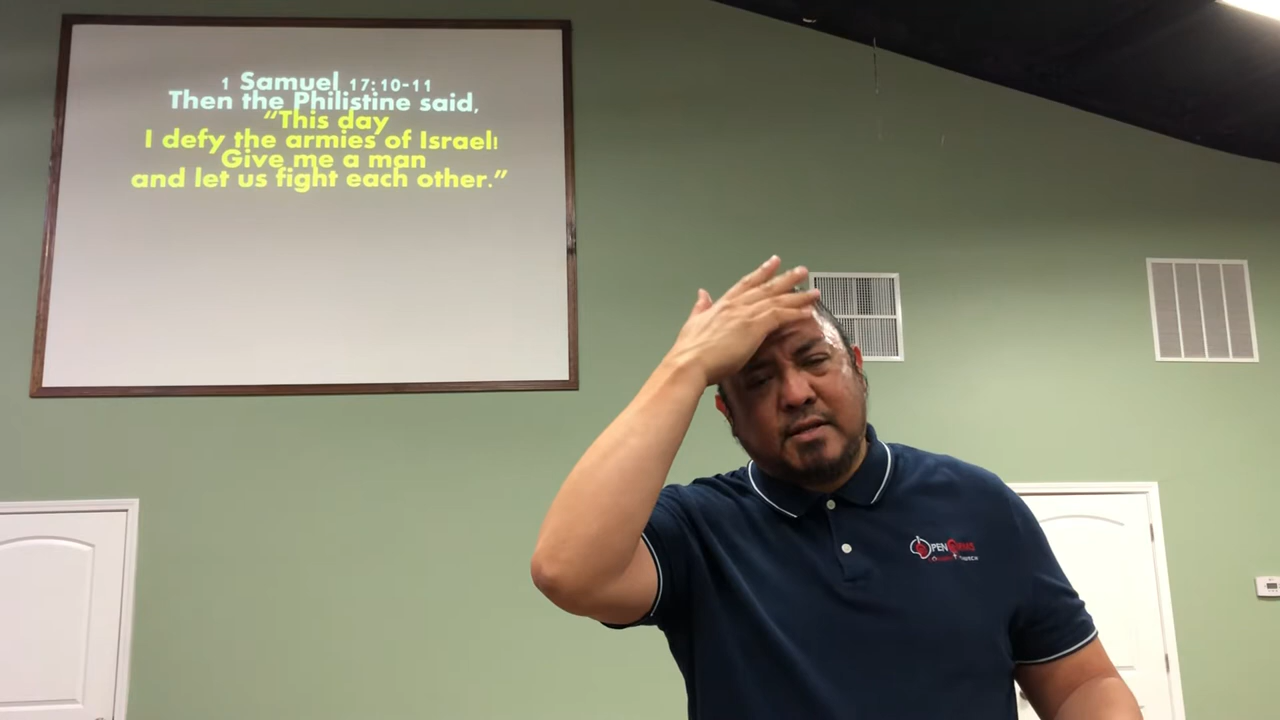 1 Samuel 17:10-11
Then the Philistine said,
“This day
I defy the armies of Israel!
Give me a man
and let us fight each other.”
OPEN